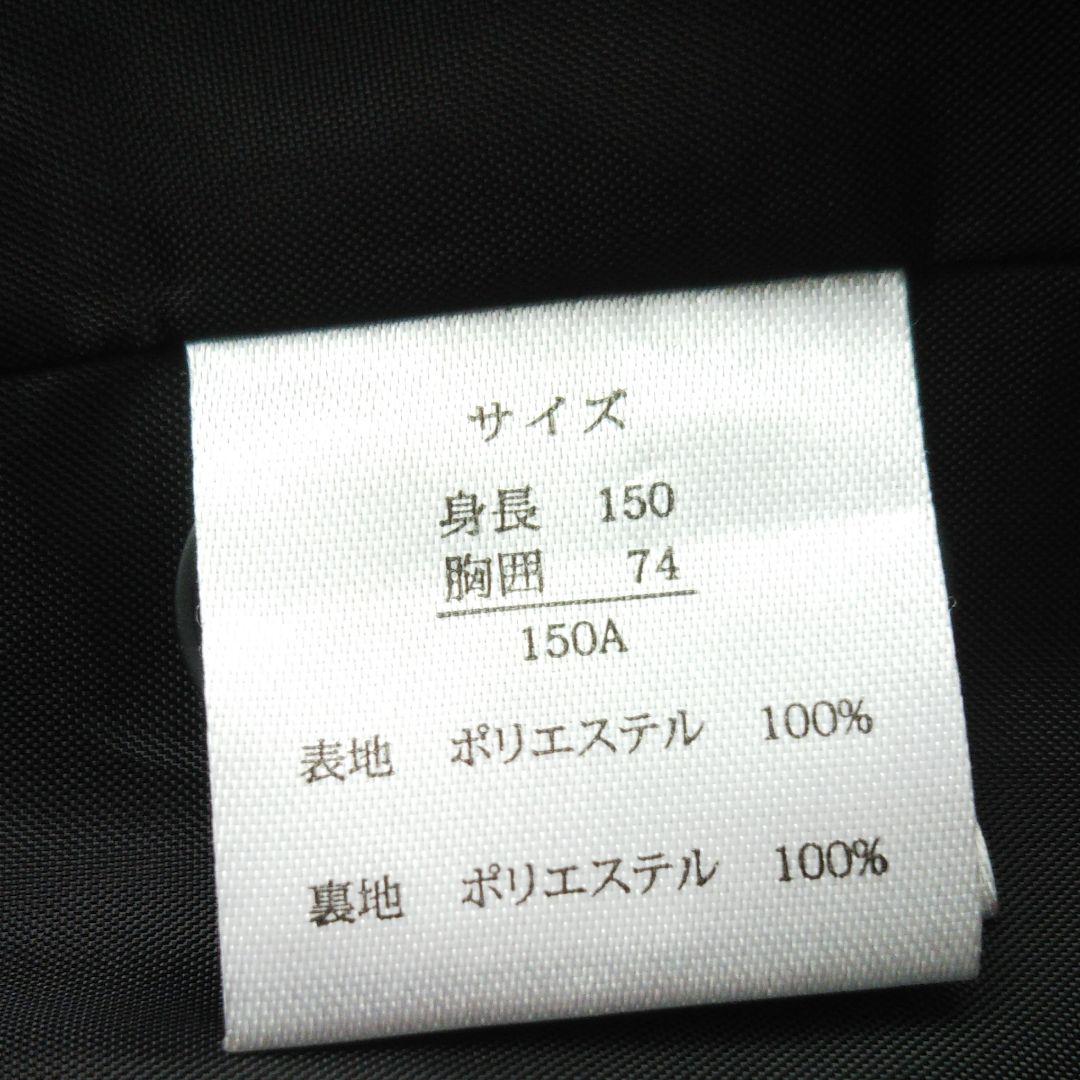 サイズ
身長 150
胸囲 74
150A
表地 ポリエステル 100%
裏地 ポリエステル 100%